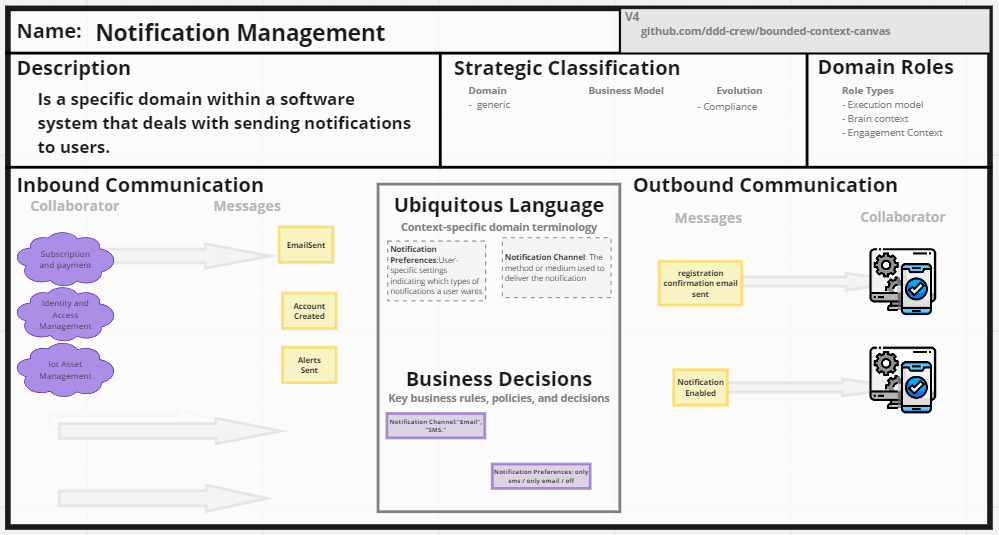 Name: Notification Management
V4
github.com/ddd-crew/bounded-context-canvas
Description
Is a specific domain within a software
system that deals with sending notifications
to users.
Strategic Classification
Domain
- generic
Business Model
Evolution
- Compliance
Domain Roles
Role Types
- Execution model
- Brain context
- Engagement Context
Inbound Communication
Collaborator
Messages
Subscription
and payment
EmailSent
Identity and
Access
Management
Account
Created
Iot Asset
Management
Alerts
Sent
Ubiquitous Language
Context-specific domain terminology
Notification
Preferences:User-
specific settings
indicating which types of
notifications a user wants
Notification Channel: The
method or medium used to
deliver the notification
Business Decisions
Key business rules, policies, and decisions
Notification Channel:"Email",
"SMS."
Notification Preferences: only
sms / only email / off
Outbound Communication
Messages
Collaborator
registration
confirmation email
sent
Notification
Enabled